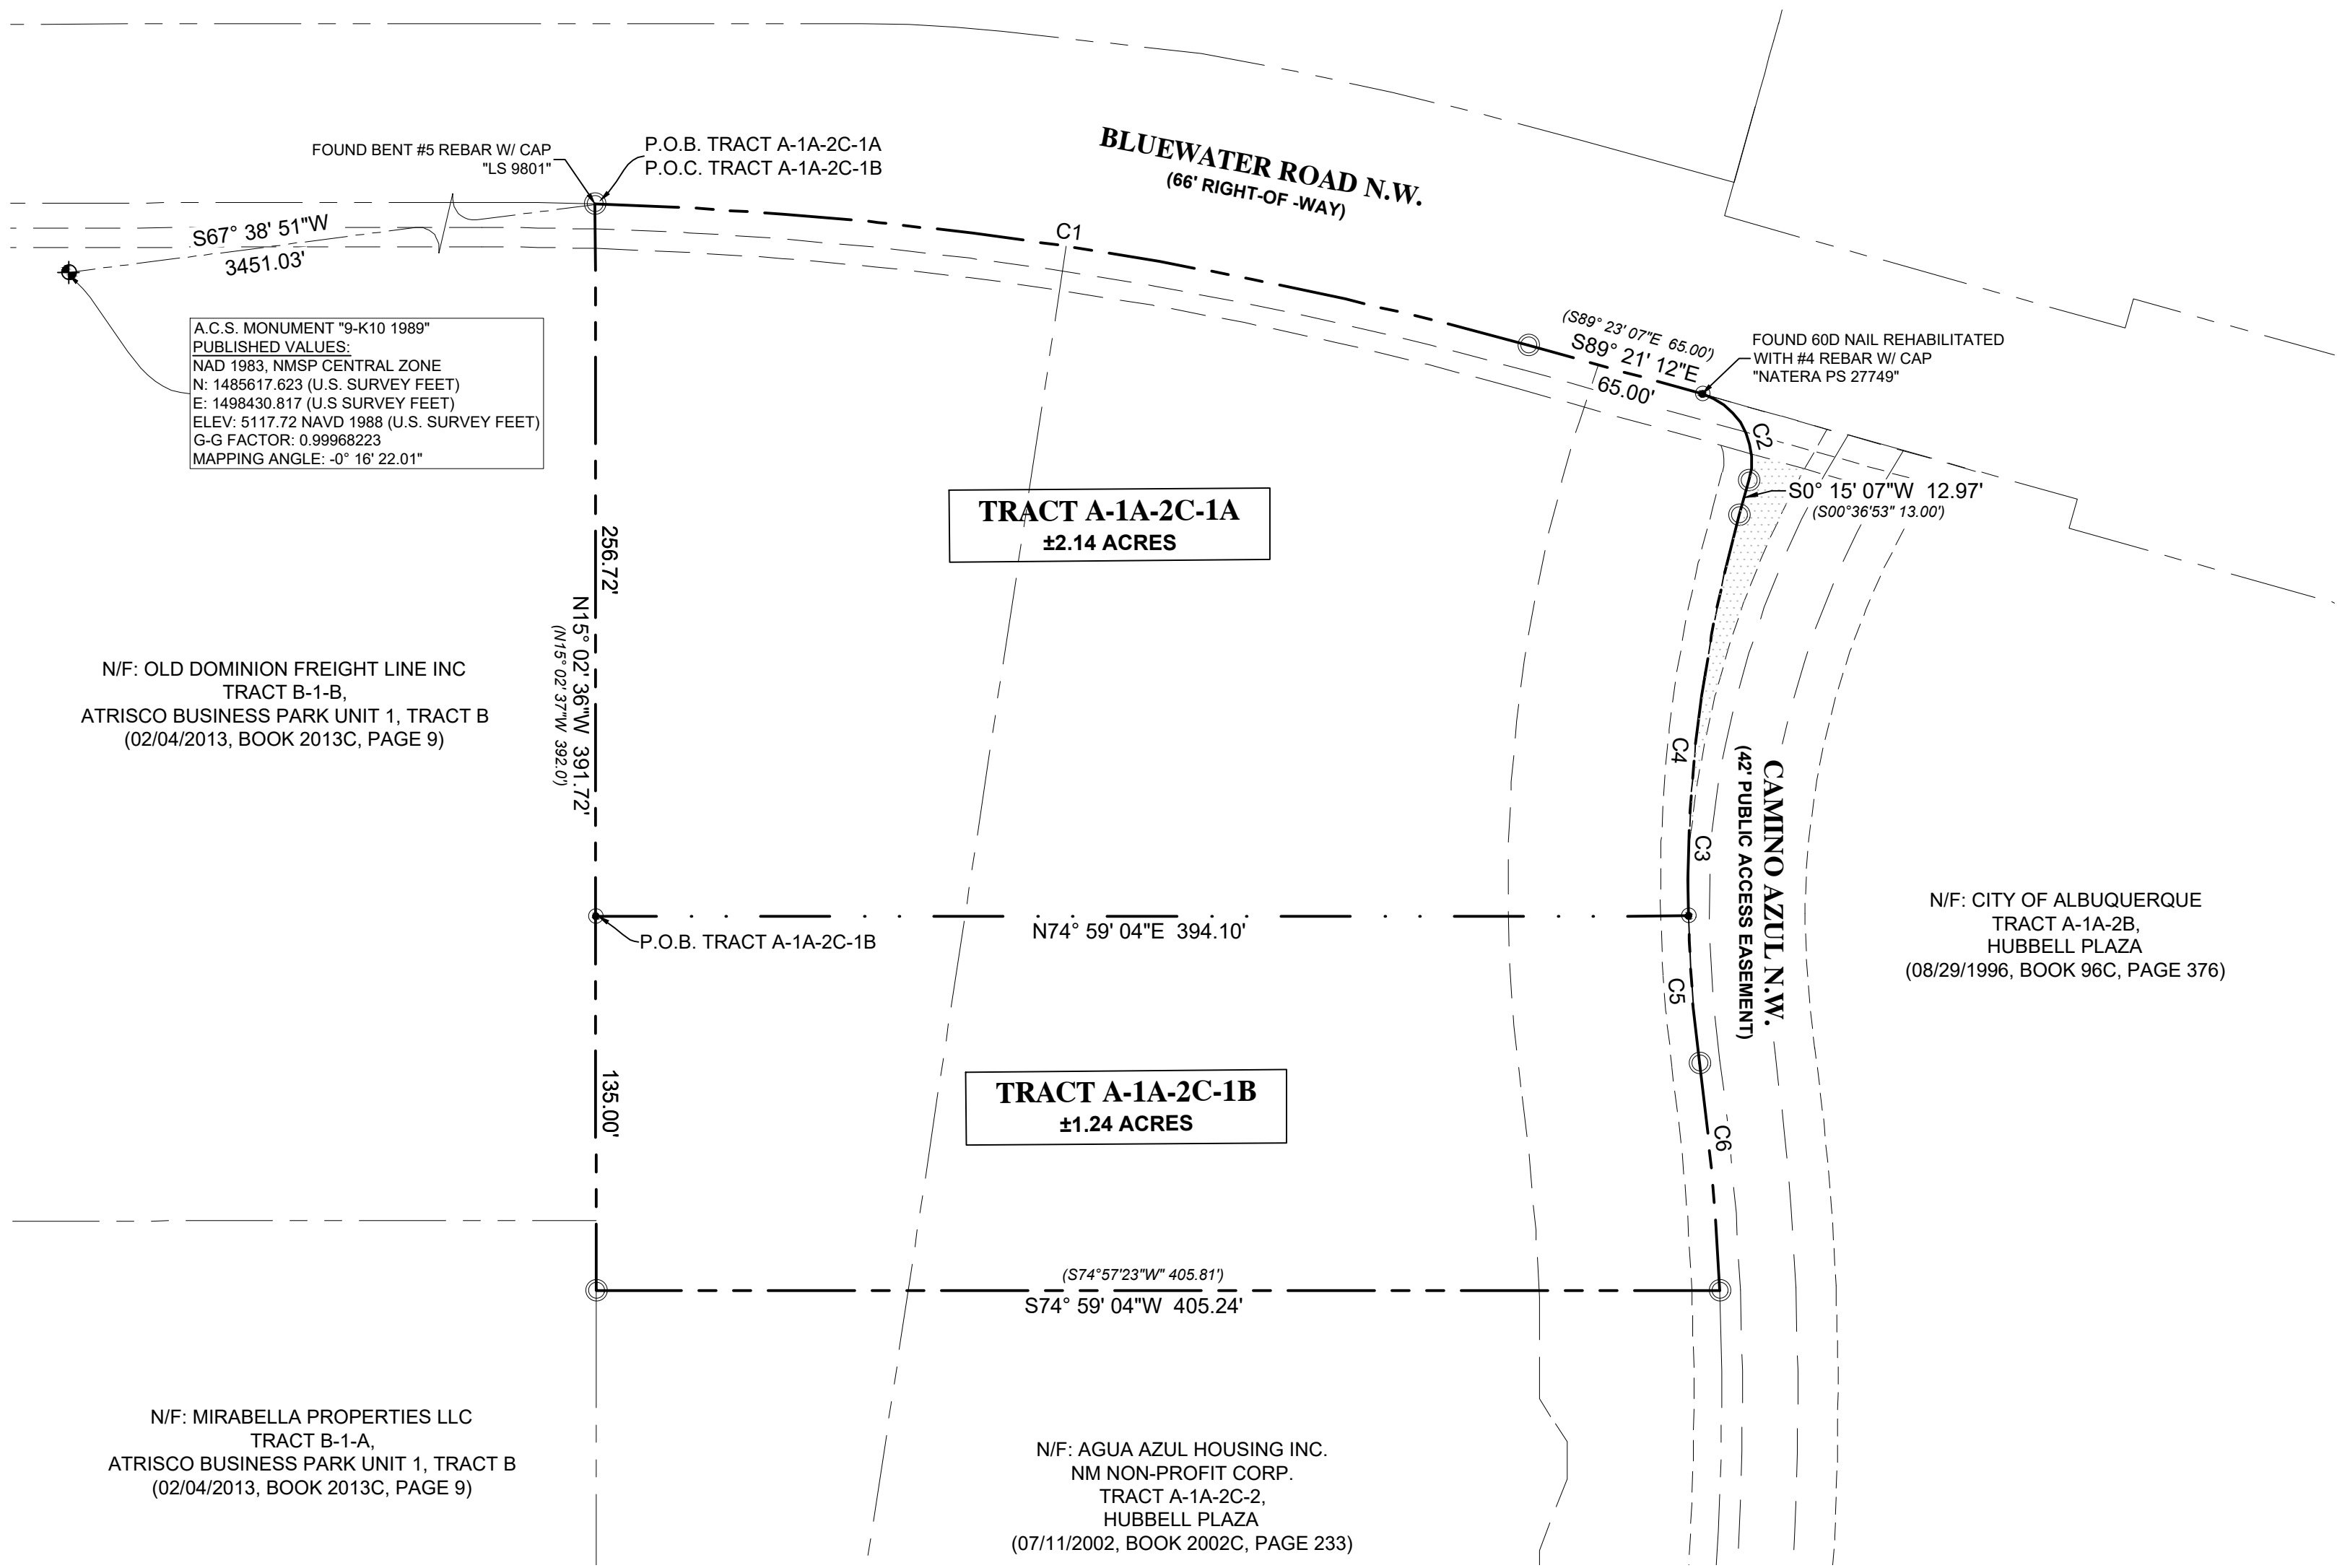 FOUND BENT #5 REBAR W/ CAP
"LS 9801"
P.O.B. TRACT A-1A-2C-1A
P.O.C. TRACT A-1A-2C-1B
BLUEWATER ROAD N.W.
(66' RIGHT-OF -WAY)
S67° 38' 51"W
3451.03'
C1
A.C.S. MONUMENT "9-K10 1989"
PUBLISHED VALUES:
NAD 1983, NMSP CENTRAL ZONE
N: 1485617.623 (U.S. SURVEY FEET)
E: 1498430.817 (U.S SURVEY FEET)
ELEV: 5117.72 NAVD 1988 (U.S. SURVEY FEET)
G-G FACTOR: 0.99968223
MAPPING ANGLE: -0° 16' 22.01"
(S89° 23' 07"E 65.00')
S89° 21' 12"E
65.00'
FOUND 60D NAIL REHABILITATED
WITH #4 REBAR W/ CAP
"NATERA PS 27749"
C2
S0° 15' 07"W 12.97'
(S00°36'53" 13.00')
TRACT A-1A-2C-1A
±2.14 ACRES
256.72'
N15° 02' 36"W 391.72'
(N15° 02' 37"W 392.0')
N/F: OLD DOMINION FREIGHT LINE INC
TRACT B-1-B,
ATRISCO BUSINESS PARK UNIT 1, TRACT B
(02/04/2013, BOOK 2013C, PAGE 9)
C4
C3
CAMINO AZUL N.W.
(42' PUBLIC ACCESS EASEMENT)
N/F: CITY OF ALBUQUERQUE
TRACT A-1A-2B,
HUBBELL PLAZA
(08/29/1996, BOOK 96C, PAGE 376)
N74° 59' 04"E 394.10'
P.O.B. TRACT A-1A-2C-1B
C5
TRACT A-1A-2C-1B
±1.24 ACRES
135.00'
C6
(S74°57'23"W" 405.81')
S74° 59' 04"W 405.24'
N/F: MIRABELLA PROPERTIES LLC
TRACT B-1-A,
ATRISCO BUSINESS PARK UNIT 1, TRACT B
(02/04/2013, BOOK 2013C, PAGE 9)
N/F: AGUA AZUL HOUSING INC.
NM NON-PROFIT CORP.
TRACT A-1A-2C-2,
HUBBELL PLAZA
(07/11/2002, BOOK 2002C, PAGE 233)